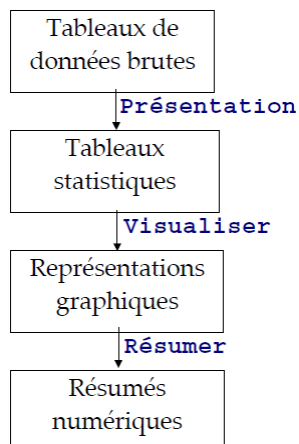 Tableaux de
données brutes
Présentation
Tableaux
statistiques
Visualiser
Représentations
graphiques
Résumer
Résumés
numériques